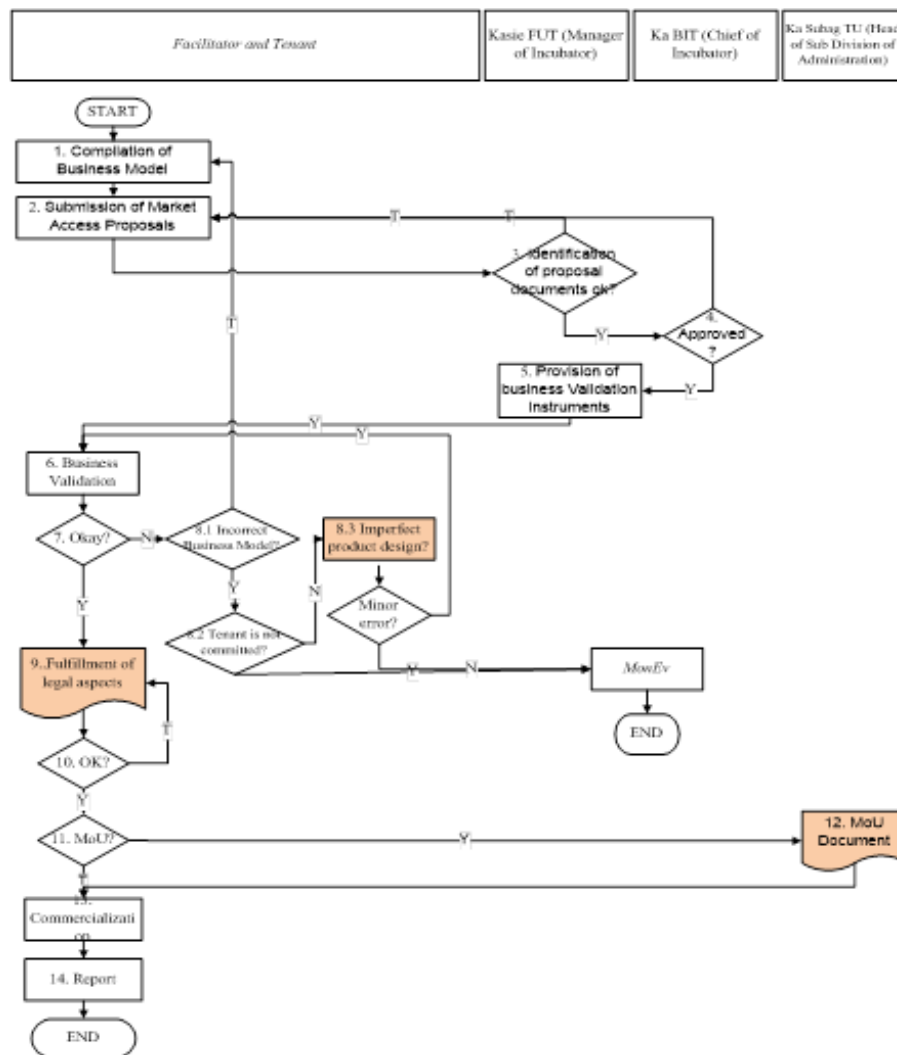 Facilitator and Tenant
Kasie FUT (Manager
of Incubator)
Ka BIT (Chief of
Incubator)
Ka Subag TU (Head
of Sub Division of
Administration)
START
1. Compilation of
Business Model
2. Submission of Market
Access Proposals
T
T
3. Identification
of proposal
documents ok?
T
Y
4.
Approved
?
5. Provision of
business Validation
Instruments
Y
Y
Y
6. Business
Validation
7. Okay?
N
8.1 Incorrect
Business Model?
8.3 Imperfect
product design?
Y
N
Y
Minor
error?
8.2 Tenant is not
committed?
9..Fulfillment of
legal aspects
Y
N
MonEv
END
T
10. OK?
Y
11. MoU?
Y
12. MoU
Document
T
13.
Commercializati
on
14. Report
END